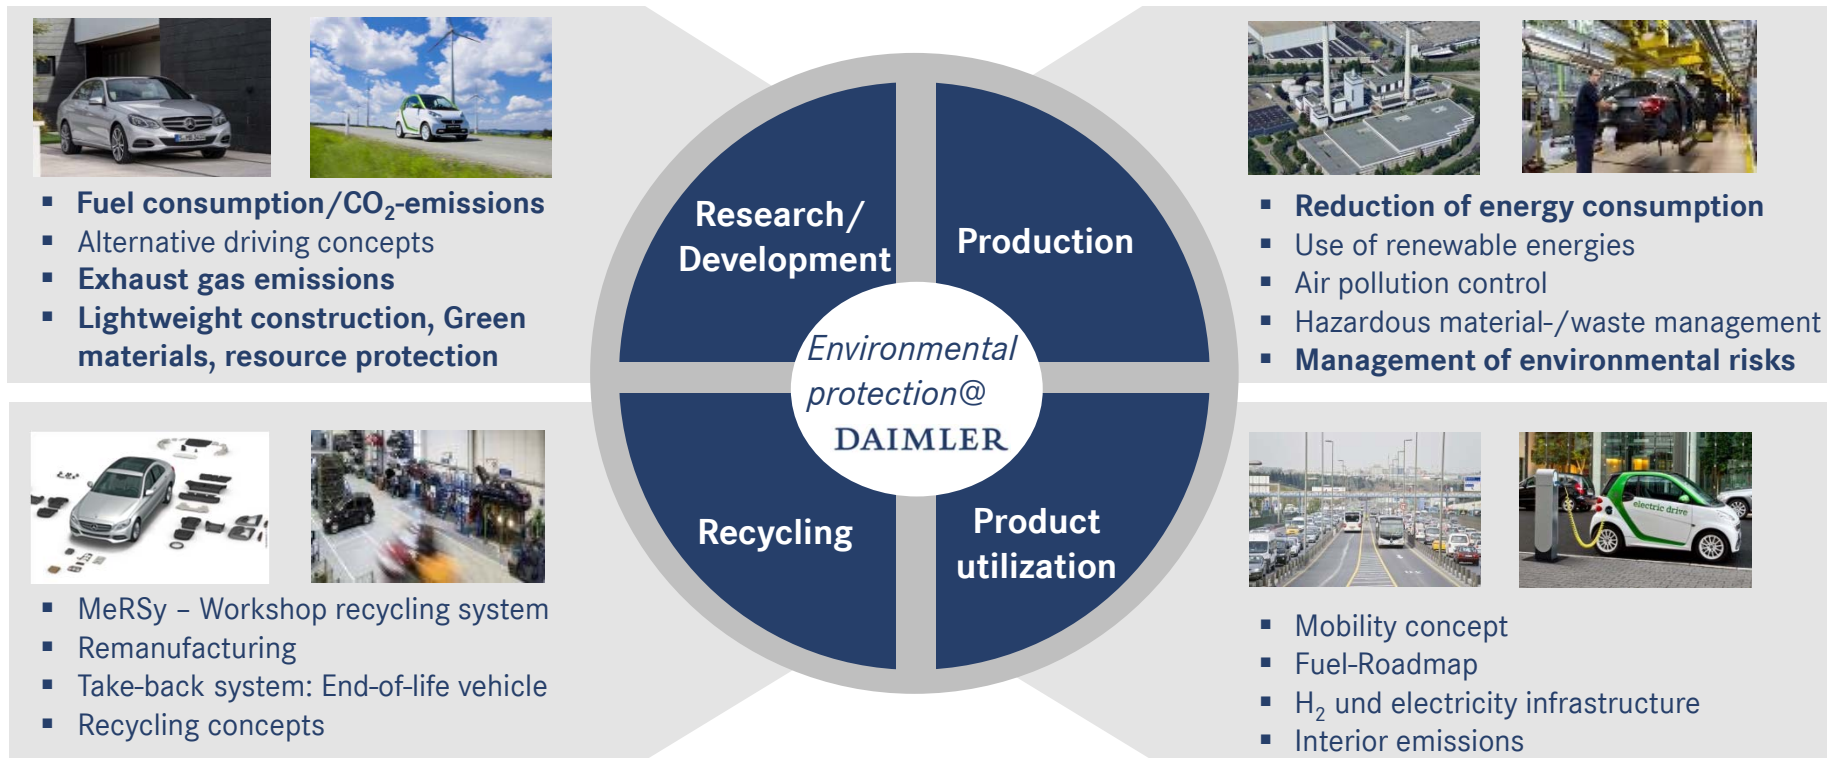 ▪ Fuel consumption/CO₂-emissions
▪ Alternative driving concepts
▪ Exhaust gas emissions
▪ Lightweight construction, Green
materials, resource protection
Research/
Development
Production
▪ Reduction of energy consumption
▪ Use of renewable energies
▪ Air pollution control
▪ Hazardous material-/waste management
▪ Management of environmental risks
Environmental
protection@
DAIMLER
▪ MeRSy – Workshop recycling system
▪ Remanufacturing
▪ Take-back system: End-of-life vehicle
▪ Recycling concepts
Recycling
Product
utilization
electric drive
▪ Mobility concept
▪ Fuel-Roadmap
▪ H₂ und electricity infrastructure
▪ Interior emissions